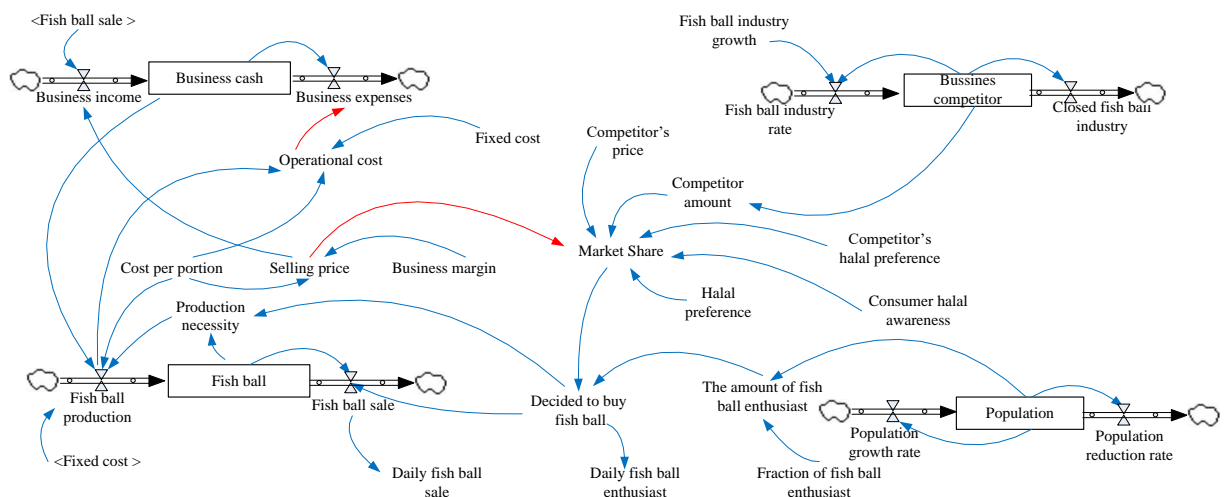 <Fish ball sale >
Business cash
Business income
Business expenses
Fish ball industry
growth
Bussines
competitor
Fish ball industry
rate
Closed fish ball
industry
Fixed cost
Operational cost
Competitor's
price
Competitor
amount
Market Share
Competitor's
halal preference
Cost per portion
Selling price
Business margin
Halal
preference
Consumer halal
awareness
Production
necessity
Fish ball
Fish ball
production
Fish ball sale
Decided to buy
fish ball
The amount of fish
ball enthusiast
Population
Population
growth rate
Population
reduction rate
<Fixed cost >
Daily fish ball
sale
Daily fish ball
enthusiast
Fraction of fish ball
enthusiast